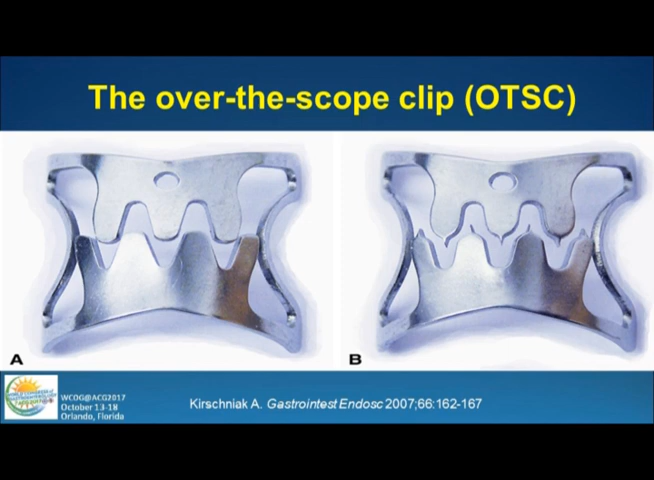 The over-the-scope clip (OTSC)
A
B
WCOG@ACG2017
October 13-18
Orlando, Florida
Kirschniak A. Gastrointest Endosc 2007;66:162-167